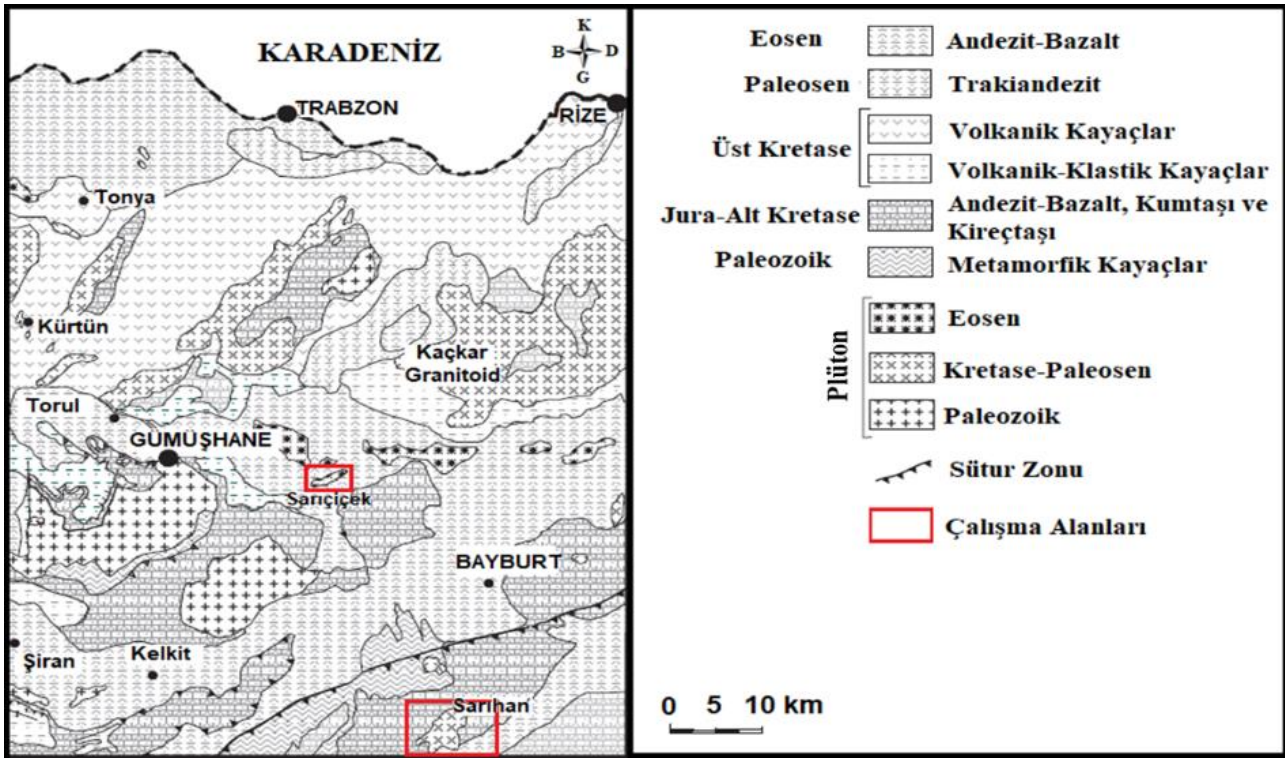 KARADENİZ
K
B D
G
TRABZON
RİZE
Tonya
Kürtün
Kaçkar
Granitoid
Torul
GÜMÜŞHANE
Sarıçiçek
BAYBURT
Şiran
Kelkit
Sarıhan
Eosen Andezit-Bazalt
Paleosen Trakiandezit
Üst Kretase Volkanik Kayaçlar
Volkanik-Klastik Kayaçlar
Jura-Alt Kretase Andezit-Bazalt, Kumtaşı ve
Kireçtaşı
Paleozoik Metamorfik Kayaçlar
Plüton
Eosen
Kretase-Paleosen
Paleozoik
Sütur Zonu
Çalışma Alanları
0 5 10 km